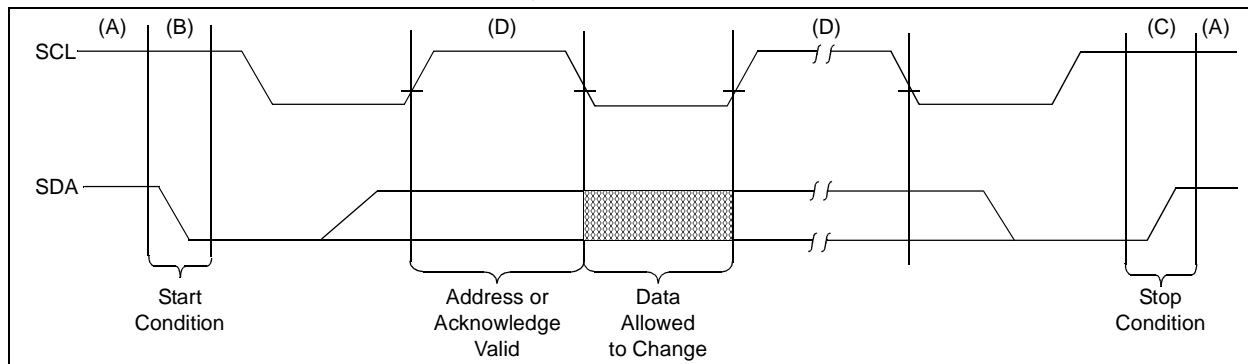 (A) (B) (D) (D) (C) (A)
SCL
SDA
Start
Condition
Address or
Acknowledge
Valid
Data
Allowed
to Change
Stop
Condition